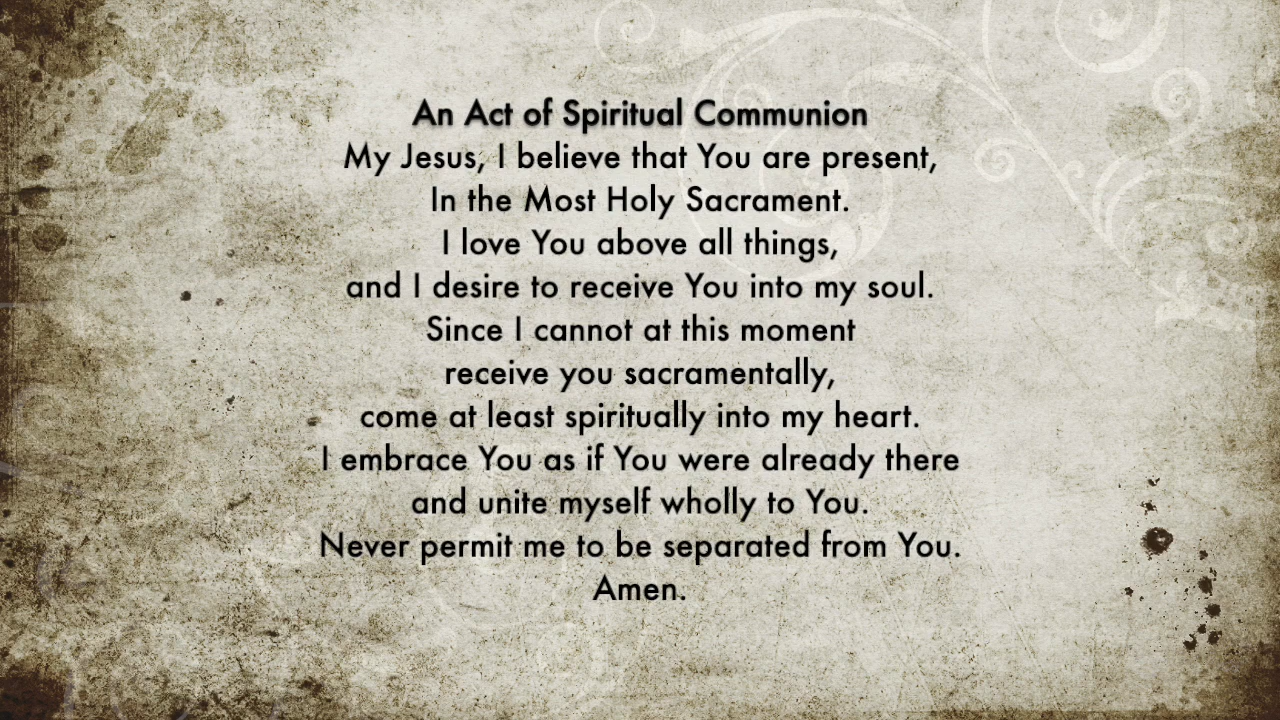 An Act of Spiritual Communion
My Jesus, I believe that You are present,
In the Most Holy Sacrament.
I love You above all things,
and I desire to receive You into my soul.
Since I cannot at this moment
receive you sacramentally,
come at least spiritually into my heart.
I embrace You as if You were already there
and unite myself wholly to You.
Never permit me to be separated from You.
Amen.